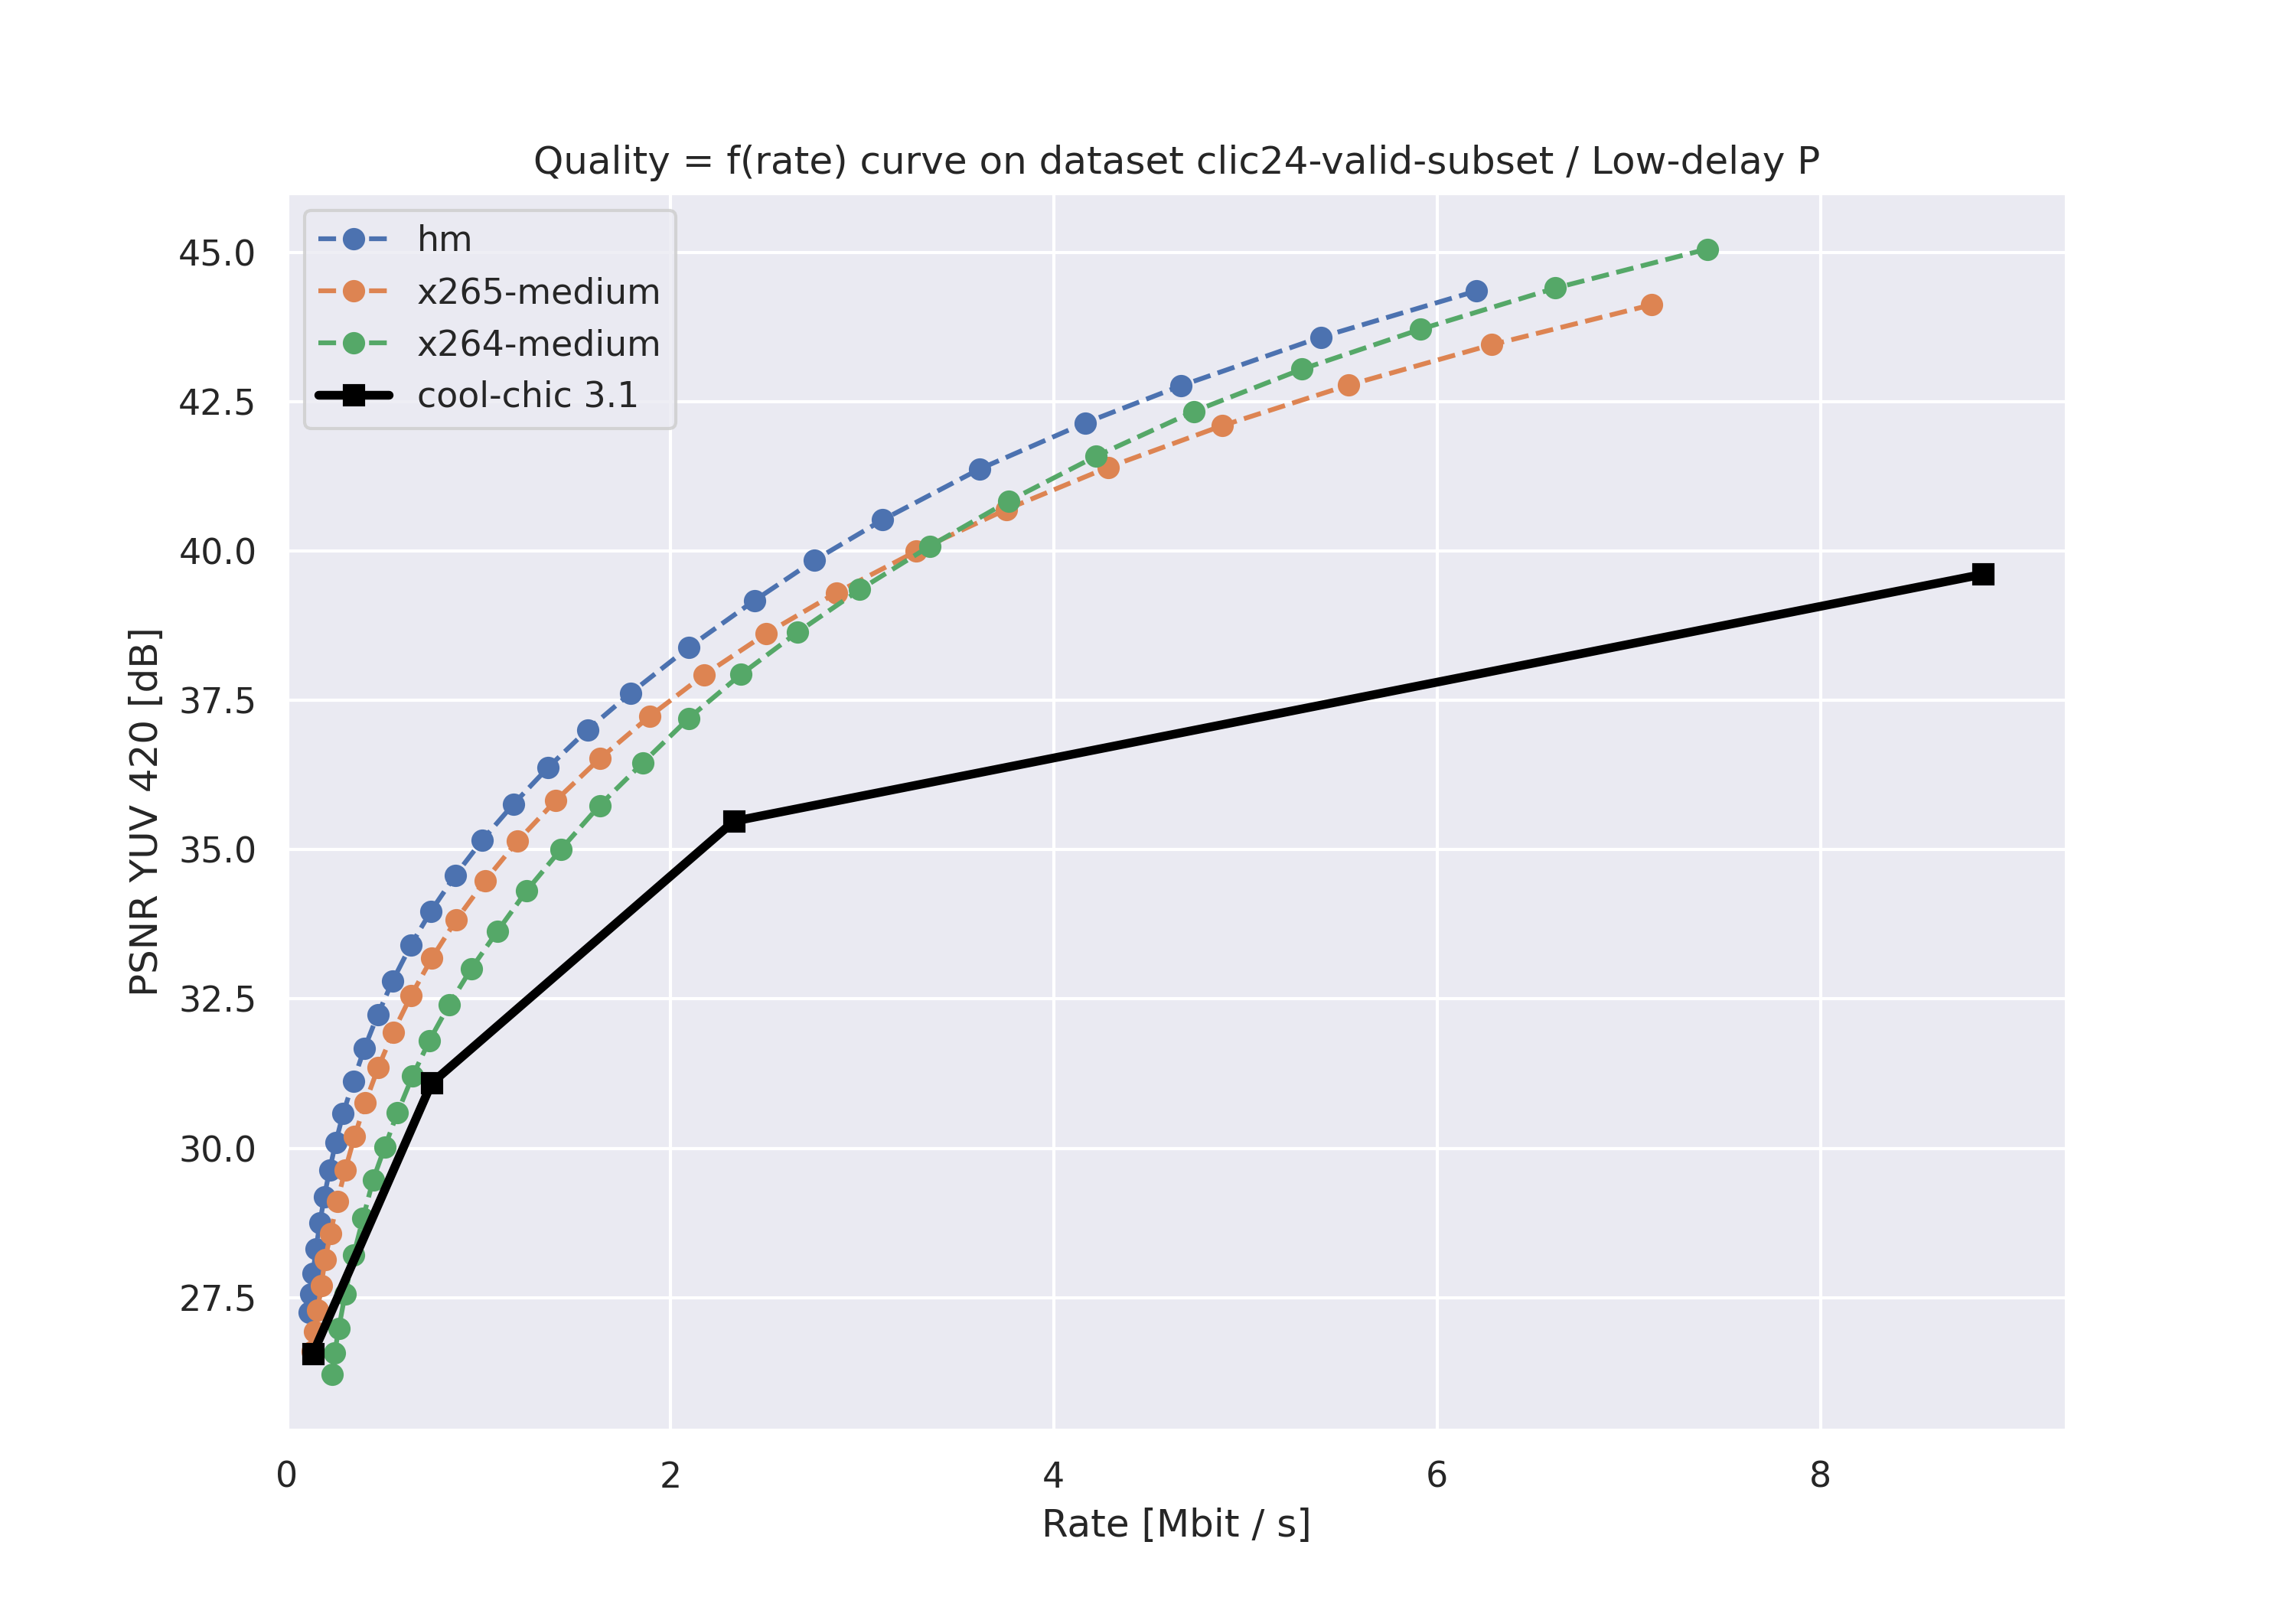 Quality = f(rate) curve on dataset clic24-valid-subset / Low-delay P
hm
x265-medium
x264-medium
cool-chic 3.1
45.0
42.5
40.0
37.5
35.0
32.5
30.0
27.5
PSNR YUV 420 [dB]
0 2 4 6 8
Rate [Mbit / s]